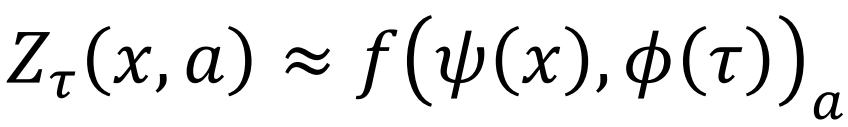 Z_τ(x, a) ≈ f(ψ(x), ϕ(τ))_a